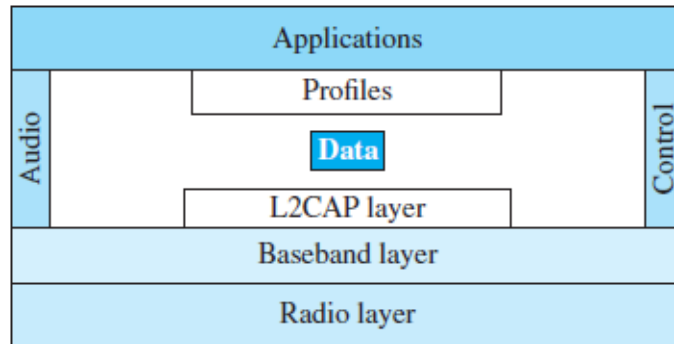 Applications
Profiles
Audio
Data
Control
L2CAP layer
Baseband layer
Radio layer